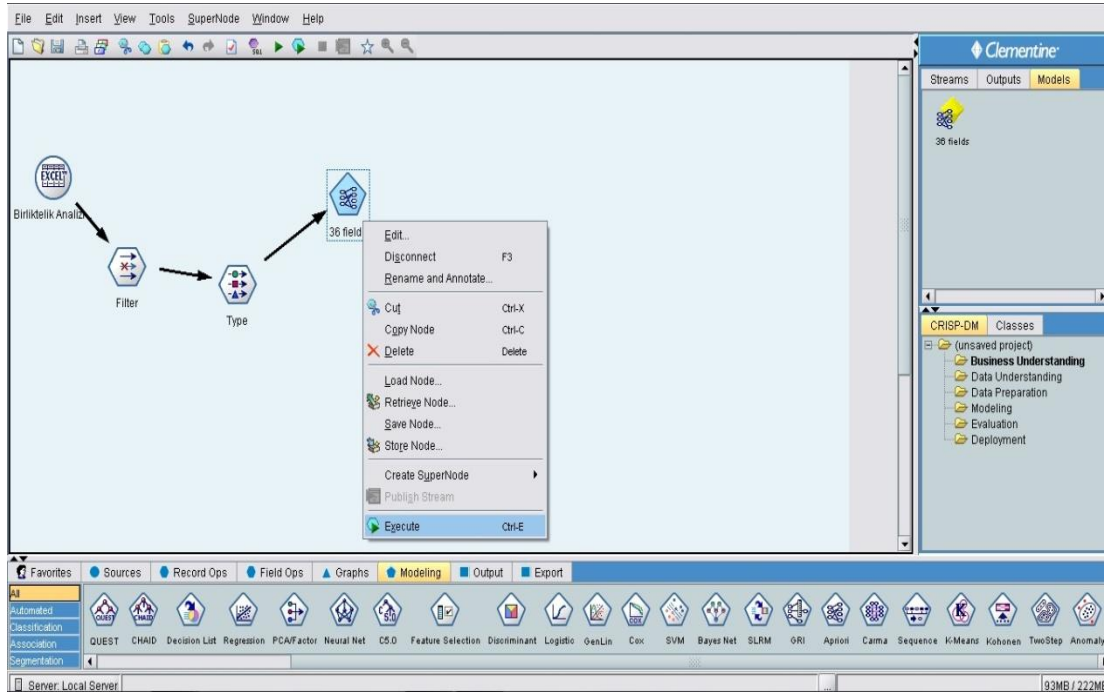 File Edit Insert View Tools SuperNode Window Help
Clementine
Streams Outputs Models
36 fields
EXCEL
Birliktelik Analizi
Filter
Type
36 field
Edit...
Disconnect F3
Rename and Annotate...
Cut Ctrl-X
Copy Node Ctrl-C
Delete Delete
Load Node...
Retrieve Node...
Save Node...
Store Node...
Create SuperNode
Publish Stream
Execute Ctrl-E
CRISP-DM Classes
(unsaved project)
Business Understanding
Data Understanding
Data Preparation
Modeling
Evaluation
Deployment
Favorites Sources Record Ops Field Ops Graphs Modeling Output Export
All
Automated
Classification
Association
Segmentation
QUEST CHAID Decision List Regression PCA/Factor Neural Net C5.0 Feature Selection Discriminant Logistic GenLin Cox SVM Bayes Net SLRM GRI Apriori Carma Sequence K-Means Kohonen TwoStep Anomaly
Server: Local Server ... 93MB / 222MB